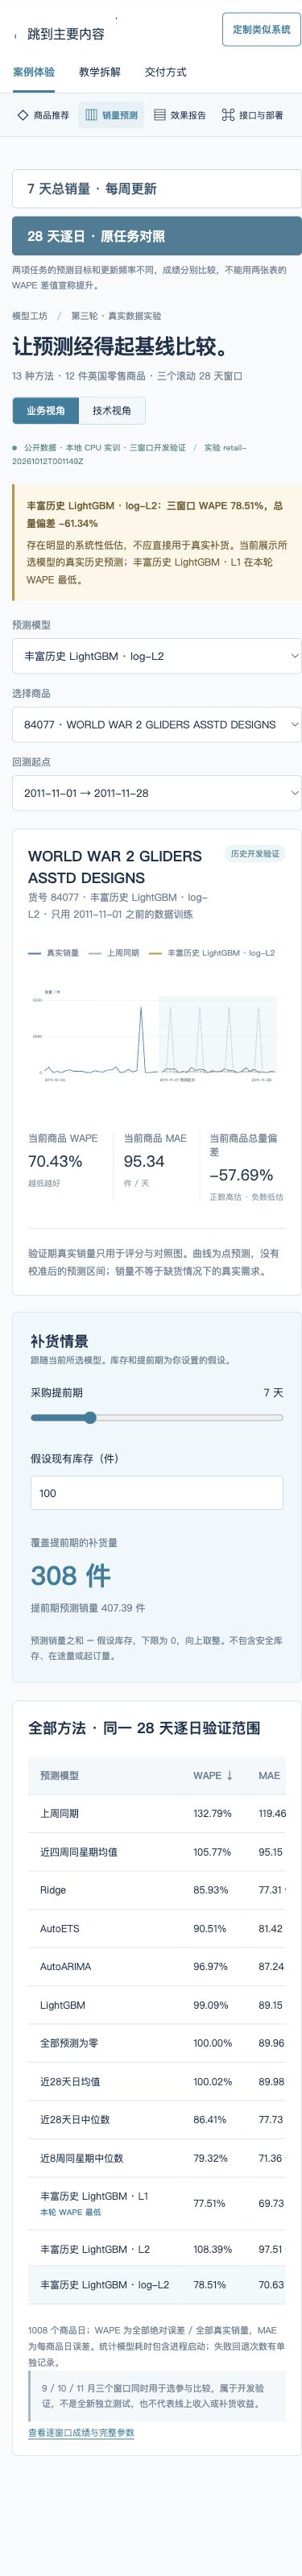 跳到主要内容
定制类似系统
案例体验
教学拆解
交付方式
商品推荐
销量预测
效果报告
接口与部署
7 天总销量 · 每周更新
28 天逐日 · 原任务对照
两项任务的预测目标和更新频率不同，成绩分别比较，不能用两张表的
WAPE 差值宣称提升。
模型工坊 / 第三轮 · 真实数据实验
让预测经得起基线比较。
13 种方法 · 12 件英国零售商品 · 三个滚动 28 天窗口
业务视角
技术视角
公开数据 · 本地 CPU 实训 · 三窗口开发验证 / 实验 retail-
20261012T001149Z
丰富历史 LightGBM · log-L2：三窗口 WAPE 78.51%，总
量偏差 −61.34%
存在明显的系统性低估，不应直接用于真实补货。当前展示所
选模型的真实历史预测；丰富历史 LightGBM · L1 在本轮
WAPE 最低。
预测模型
丰富历史 LightGBM · log-L2
选择商品
84077 · WORLD WAR 2 GLIDERS ASSTD DESIGNS
回测起点
2011-11-01 → 2011-11-28
WORLD WAR 2 GLIDERS
ASSTD DESIGNS
历史开发验证
货号 84077 · 丰富历史 LightGBM · log-
L2 · 只用 2011-11-01 之前的数据训练
真实销量
上周同期
丰富历史 LightGBM · log-L2
销量 / 件
0
当前商品 WAPE
70.43%
越低越好
当前商品 MAE
95.34
件 / 天
当前商品总量偏
差
−57.69%
正数高估 · 负数低估
验证期真实销量只用于评分与对照图。曲线为点预测，没有
校准后的预测区间；销量不等于缺货情况下的真实需求。
补货情景
跟随当前所选模型。库存和提前期为你设置的假设。
采购提前期
7 天
假设现有库存（件）
100
覆盖提前期的补货量
308 件
提前期预测销量 407.39 件
预测销量之和 − 假设库存，下限为 0，向上取整。不包含安全库
存、在途量或起订量。
全部方法 · 同一 28 天逐日验证范围
预测模型 WAPE ↓ MAE
上周同期 132.79% 119.46
近四周同星期均值 105.77% 95.15
Ridge 85.93% 77.31
AutoETS 90.51% 81.42
AutoARIMA 96.97% 87.24
LightGBM 99.09% 89.15
全部预测为零 100.00% 89.96
近28天日均值 100.02% 89.98
近28天日中位数 86.41% 77.73
近8周同星期中位数 79.32% 71.36
丰富历史 LightGBM · L1 77.51% 69.73
本轮 WAPE 最低
丰富历史 LightGBM · L2 108.39% 97.51
丰富历史 LightGBM · log-L2 78.51% 70.63
1008 个商品日；WAPE 为全部绝对误差 / 全部真实销量，MAE
为每商品日误差。统计模型耗时包含进程启动；失败回退次数有单
独记录。
9 / 10 / 11 月三个窗口同时用于选参与比较，属于开发验
证，不是全新独立测试，也不代表线上收入或补货收益。
查看逐窗口成绩与完整参数